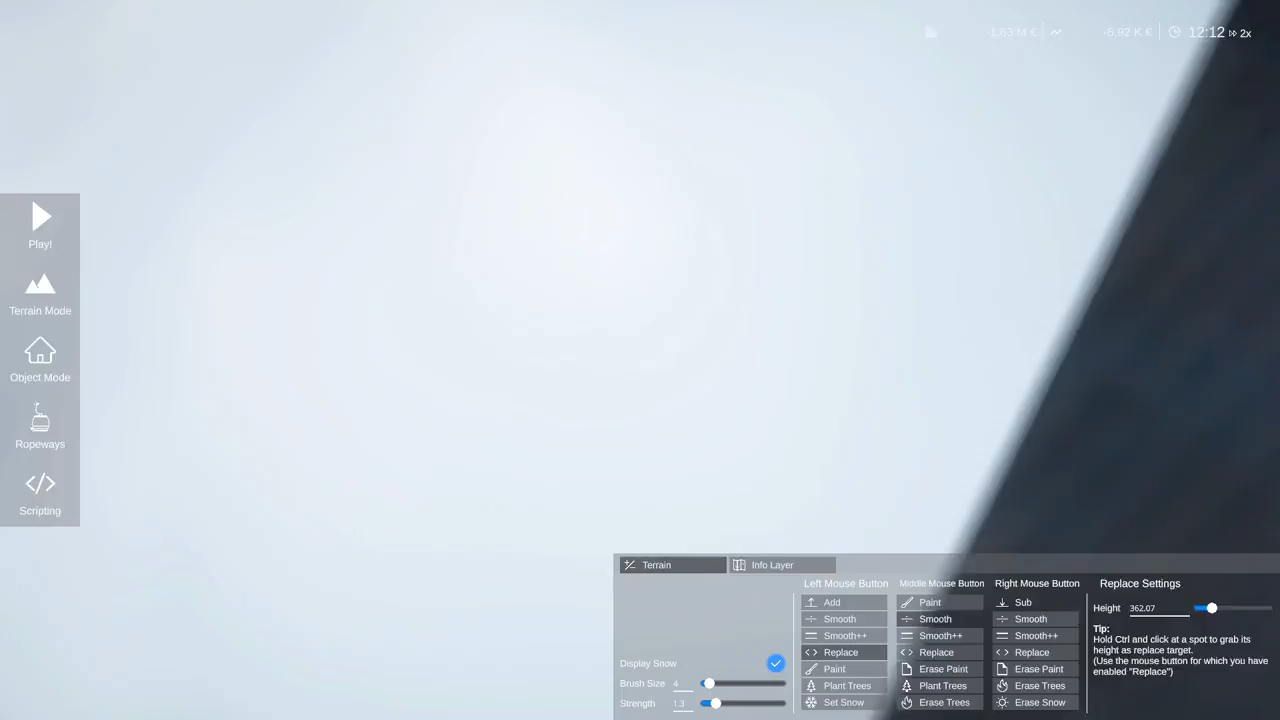 -1,63 M €
-5,92 K €
12:12 2x
Play!
Terrain Mode
Object Mode
Ropeways
</>
Scripting
Terrain
Info Layer
Display Snow
Brush Size 4
Strength 1.3
Left Mouse Button
Add
Smooth
Smooth++
Replace
Paint
Plant Trees
Set Snow
Middle Mouse Button
Paint
Smooth
Smooth++
Replace
Erase Paint
Plant Trees
Erase Trees
Right Mouse Button
Sub
Smooth
Smooth++
Replace
Erase Paint
Erase Trees
Erase Snow
Replace Settings
Height 362.07
Tip:
Hold Ctrl and click at a spot to grab its
height as replace target.
(Use the mouse button for which you have
enabled "Replace")